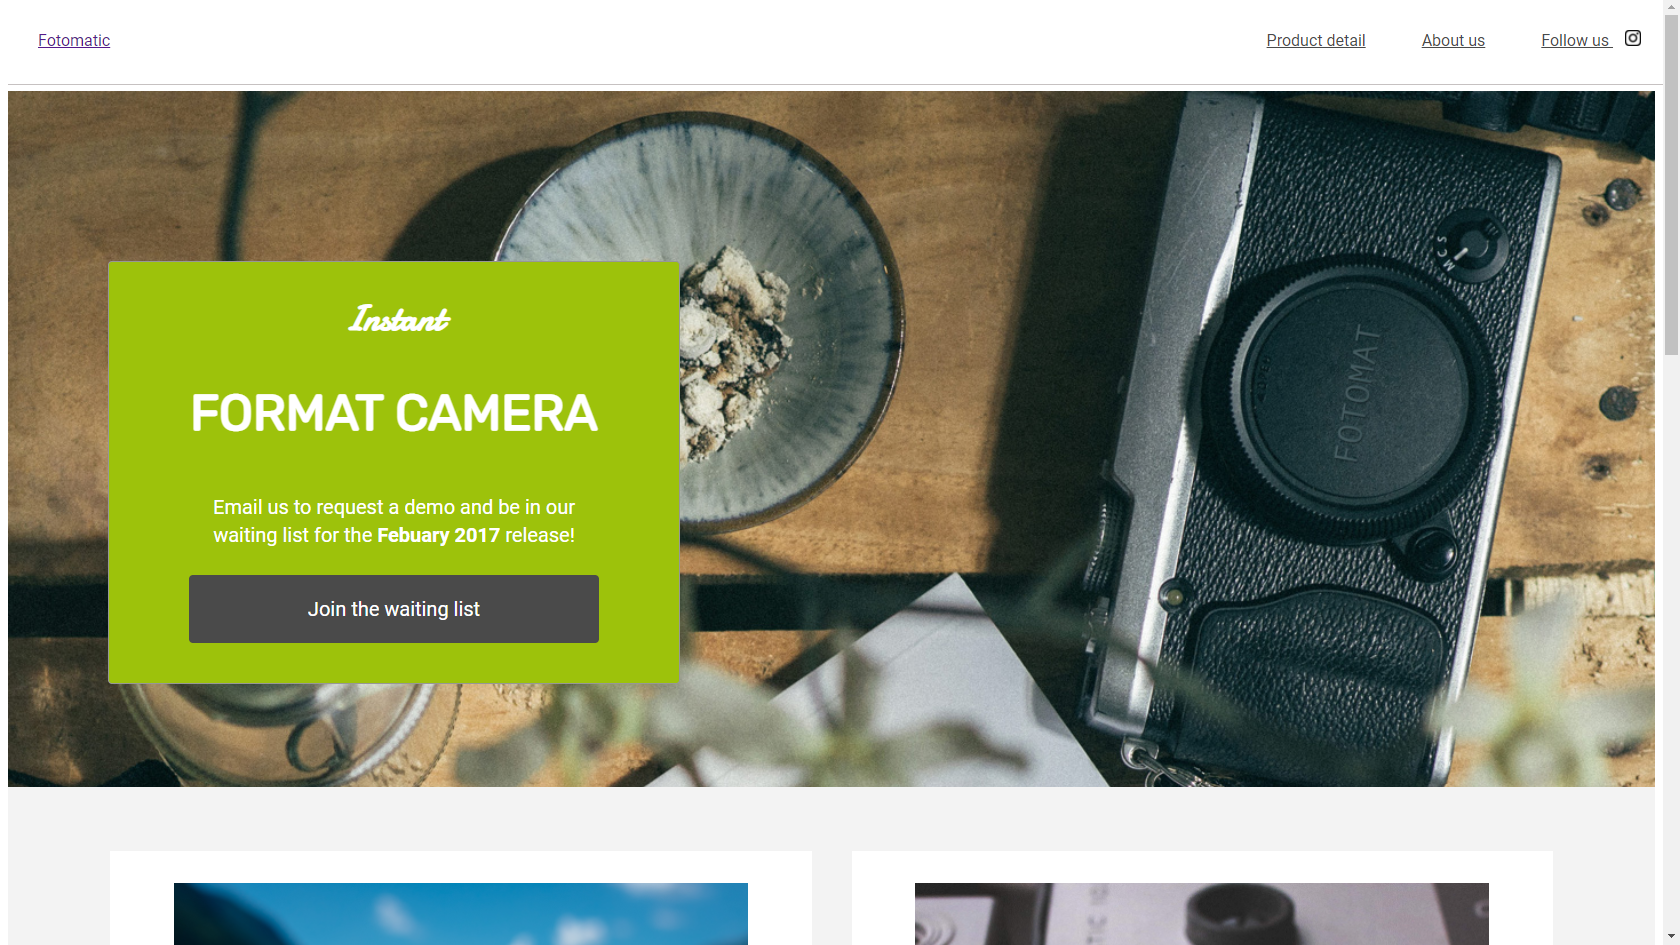 Fotomatic
Product detail
About us
Follow us
Instant
FORMAT CAMERA
Email us to request a demo and be in our
waiting list for the Febuary 2017 release!
Join the waiting list
M C S
FOTOMAT